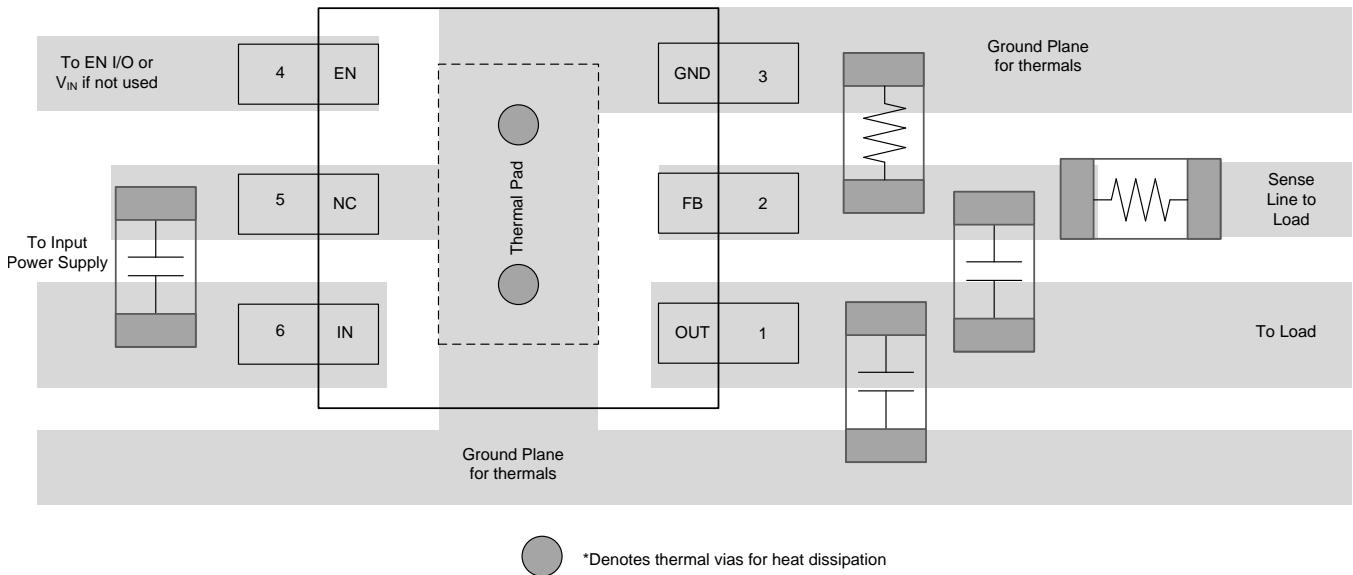 To EN I/O or
VIN if not used
4
EN
GND
3
Ground Plane
for thermals
5
NC
Thermal Pad
FB
2
Sense
Line to
Load
To Input
Power Supply
6
IN
OUT
1
To Load
Ground Plane
for thermals
*Denotes thermal vias for heat dissipation